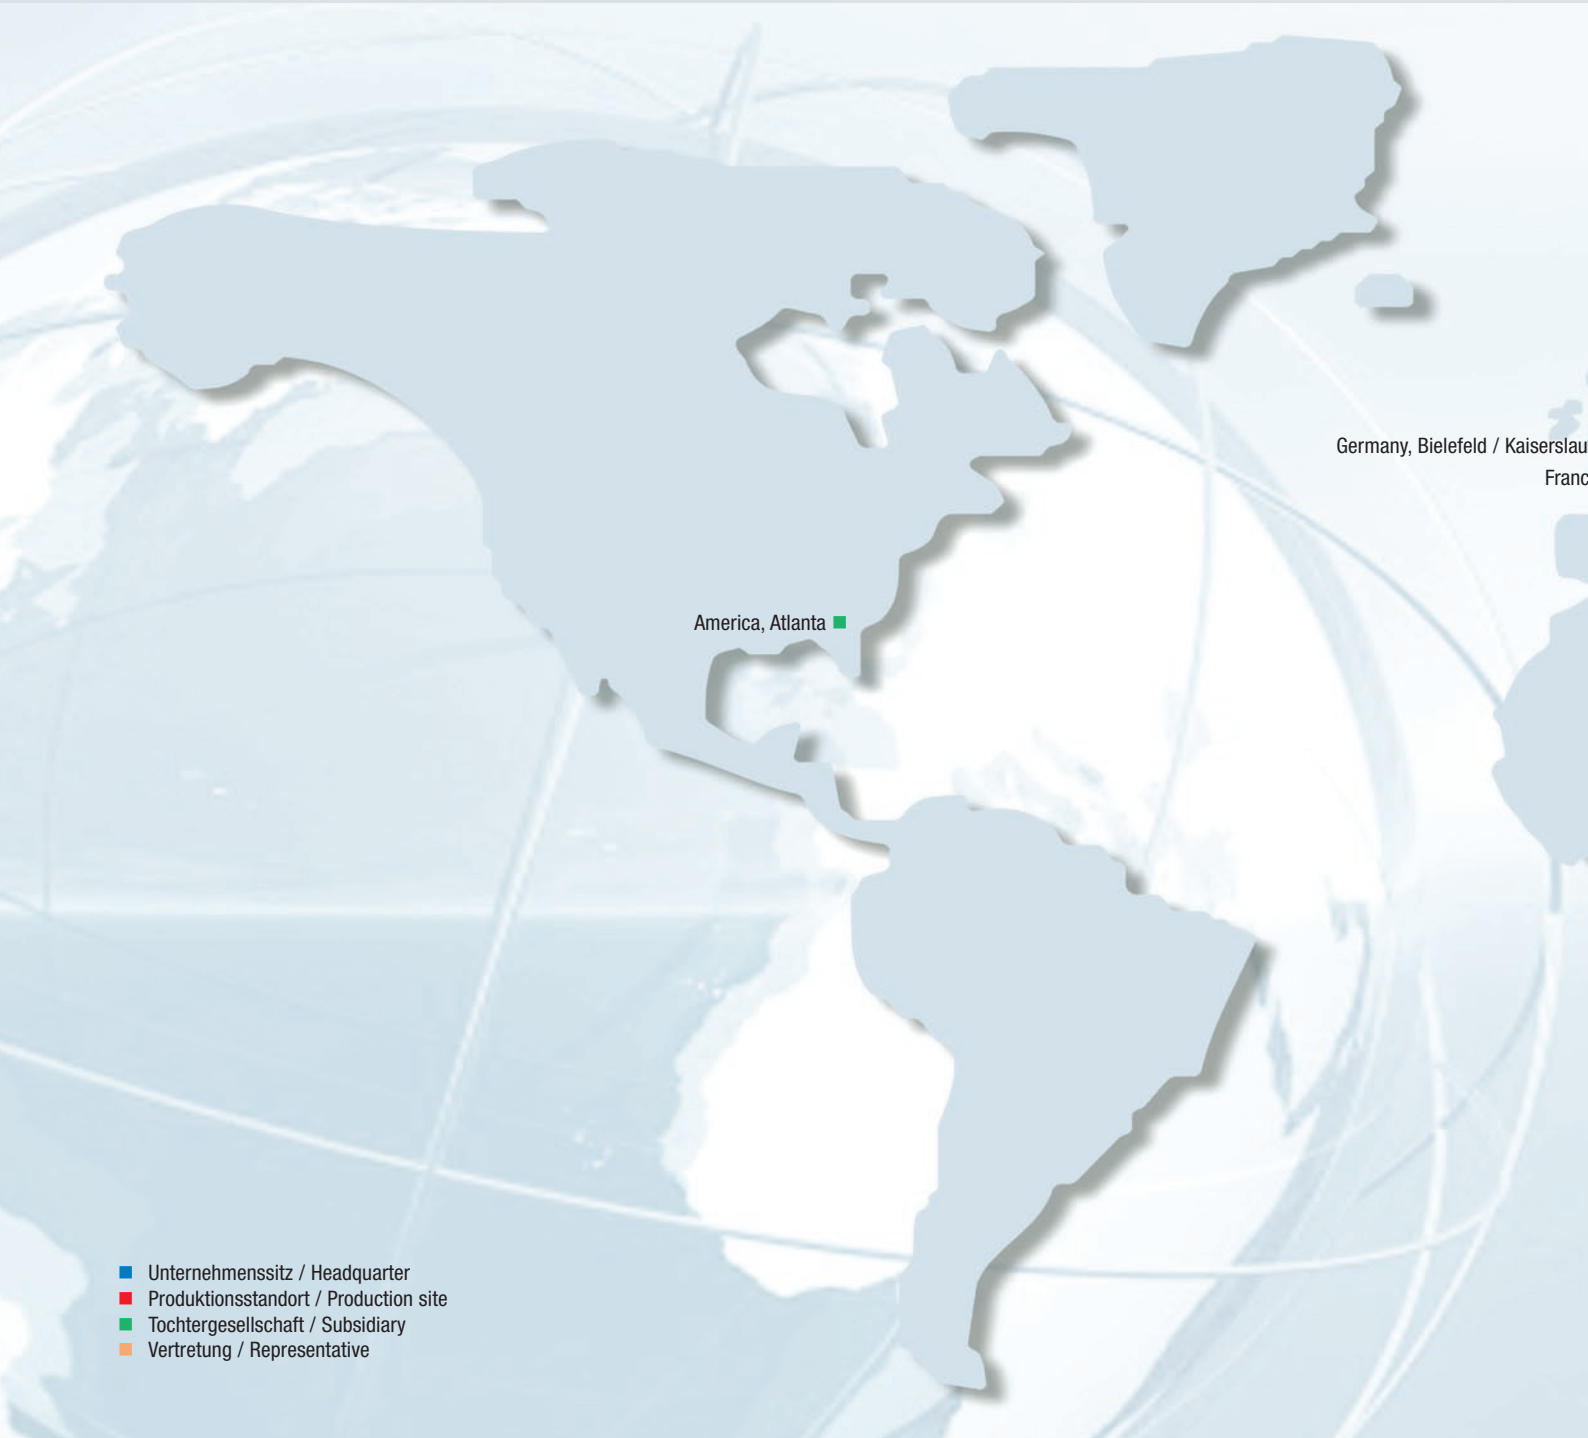 Germany, Bielefeld / Kaiserslau
Franc
America, Atlanta
Unternehmenssitz / Headquarter
Produktionsstandort / Production site
Tochtergesellschaft / Subsidiary
Vertretung / Representative